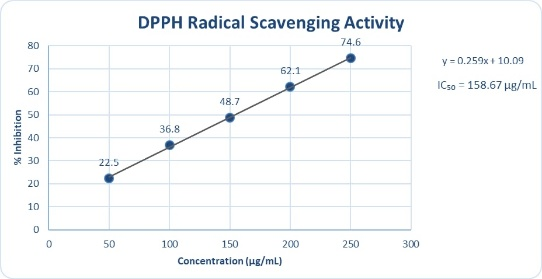 DPPH Radical Scavenging Activity
y = 0.259x + 10.09
IC₅₀ = 158.67 µg/mL
% Inhibition
80
70
60
50
40
30
20
10
0
22.5
36.8
48.7
62.1
74.6
0 50 100 150 200 250 300
Concentration (µg/mL)